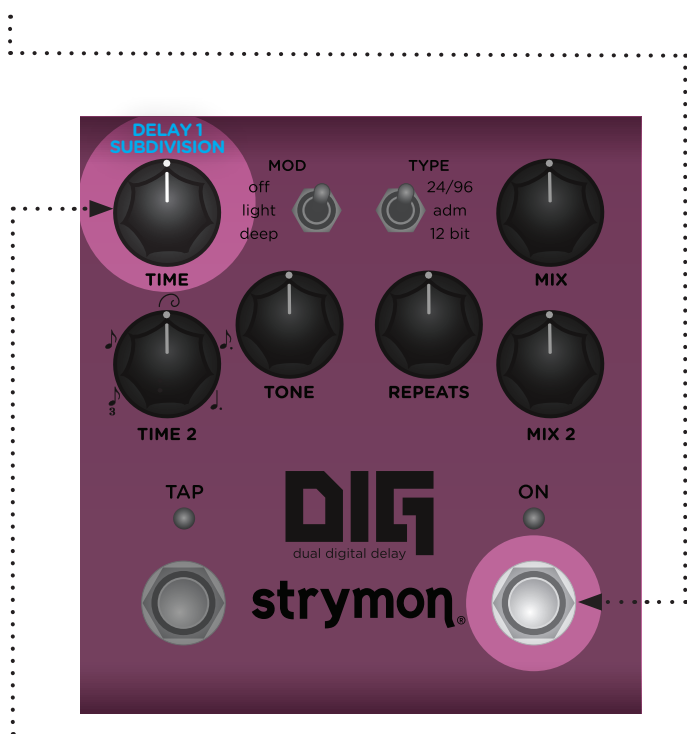 DELAY 1
SUBDIVISION
MOD
off
light
deep
TYPE
24/96
adm
12 bit
TIME
MIX
TONE
REPEATS
3
TIME 2
MIX 2
TAP
ON
DIG
dual digital delay
strymon®